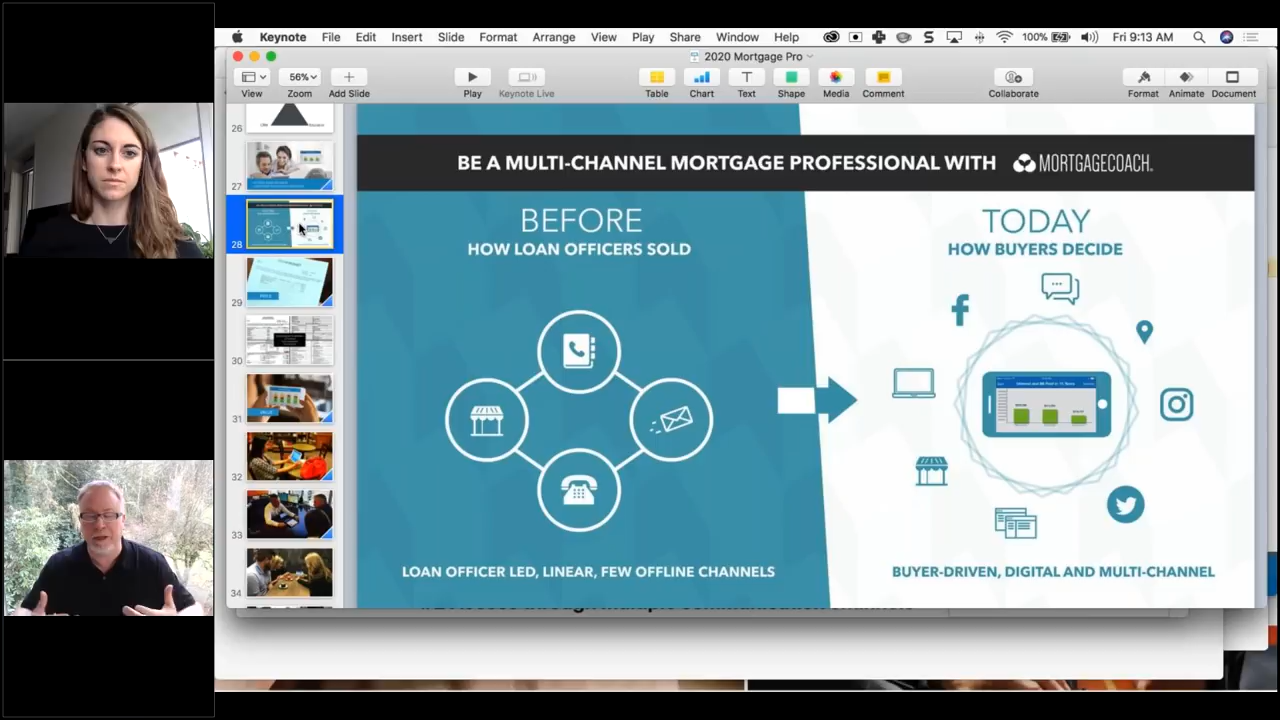 Keynote File Edit Insert Slide Format Arrange View Play Share Window Help 100% Fri 9:13 AM
2020 Mortgage Pro
56%
View Zoom Add Slide Play Keynote Live Table Chart Text Shape Media Comment Collaborate Format Animate Document
26
27
28
29
30
31
32
33
34
BE A MULTI-CHANNEL MORTGAGE PROFESSIONAL WITH MORTGAGECOACH
BEFORE
HOW LOAN OFFICERS SOLD
LOAN OFFICER LED, LINEAR, FEW OFFLINE CHANNELS
TODAY
HOW BUYERS DECIDE
BUYER-DRIVEN, DIGITAL AND MULTI-CHANNEL